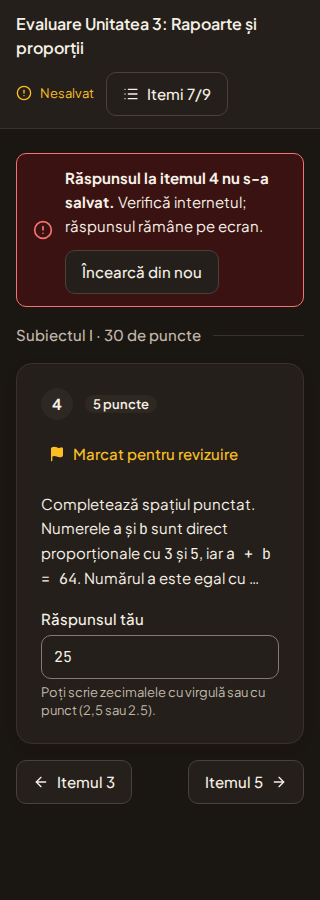 Evaluare Unitatea 3: Rapoarte și
proporții
Nesalvat
Itemi 7/9
Răspunsul la itemul 4 nu s-a
salvat. Verifică internetul;
răspunsul rămâne pe ecran.
Încearcă din nou
Subiectul I · 30 de puncte
4
5 puncte
Marcat pentru revizuire
Completează spațiul punctat.
Numerele a și b sunt direct
proporționale cu 3 și 5, iar a + b
= 64. Numărul a este egal cu ...
Răspunsul tău
25
Poți scrie zecimalele cu virgulă sau cu
punct (2,5 sau 2.5).
Itemul 3
Itemul 5